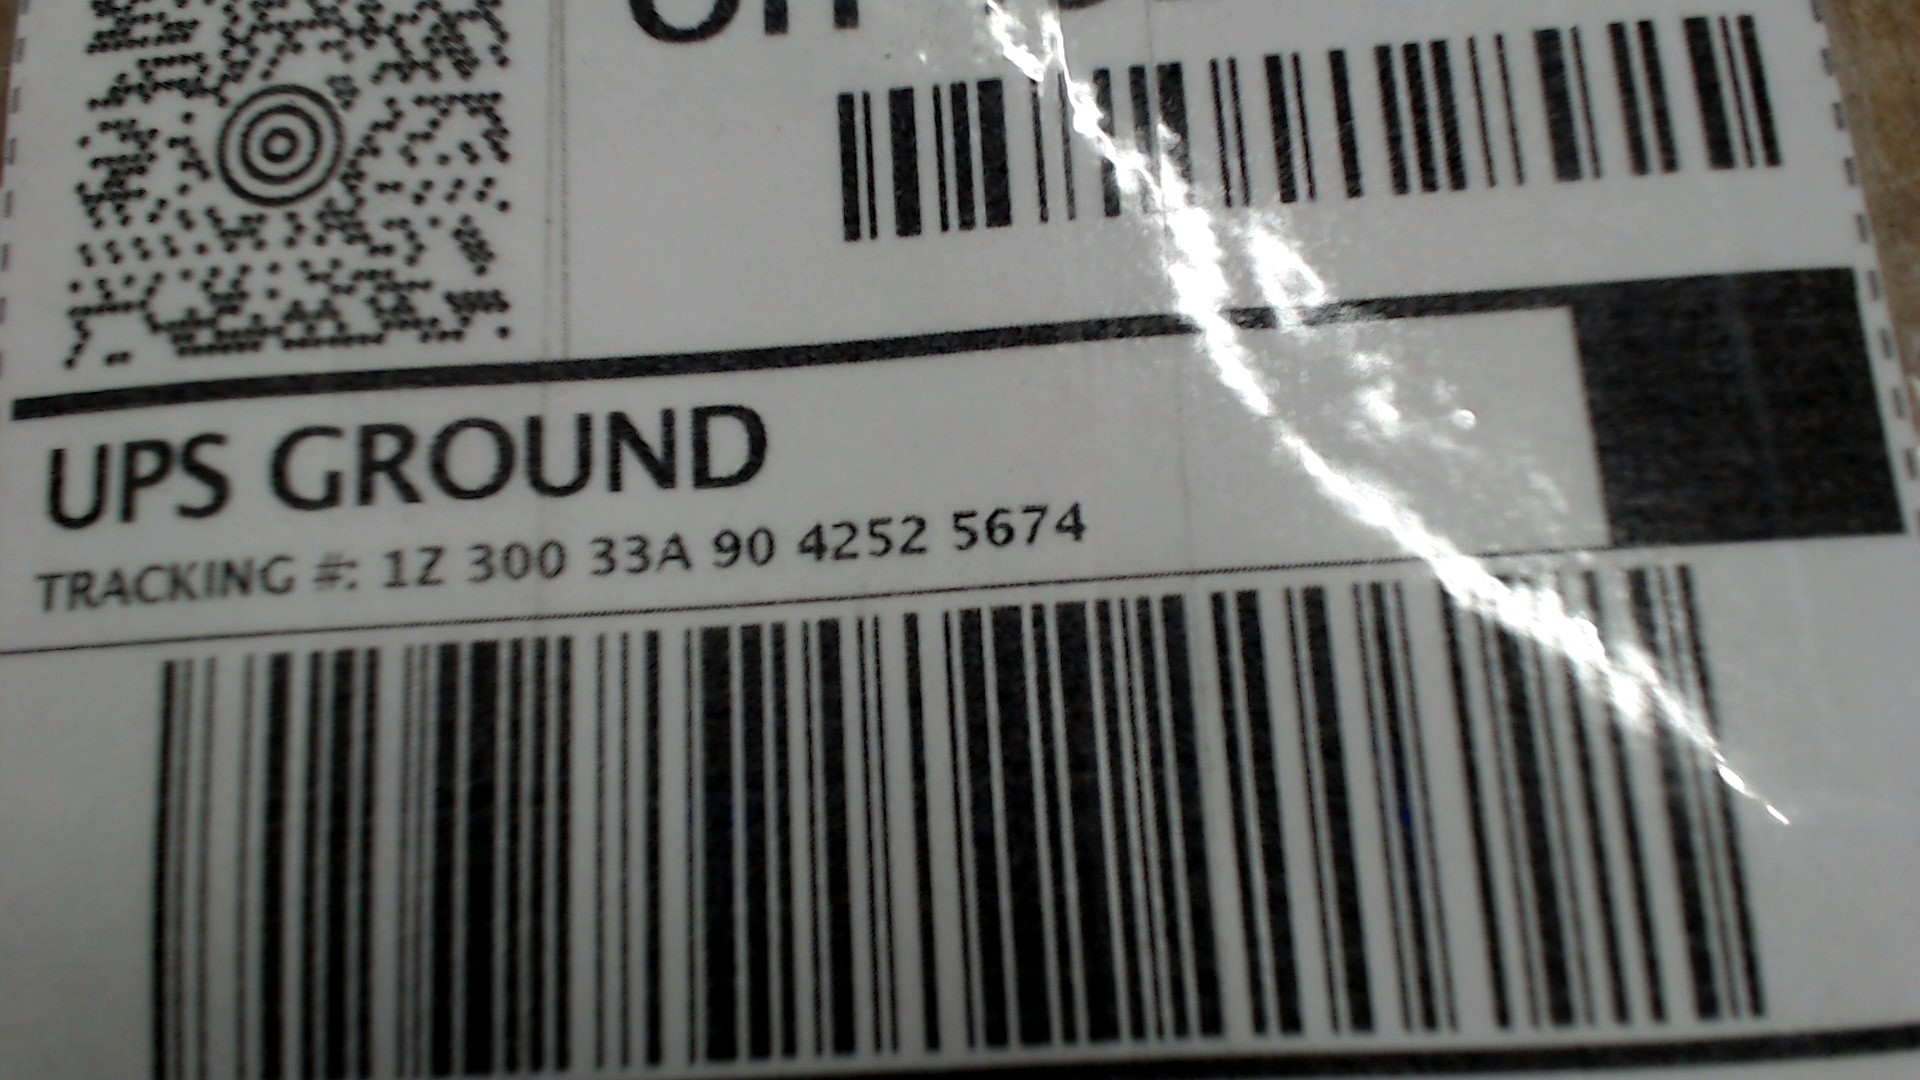 UPS GROUND
TRACKING #: 1Z 300 33A 90 4252 5674